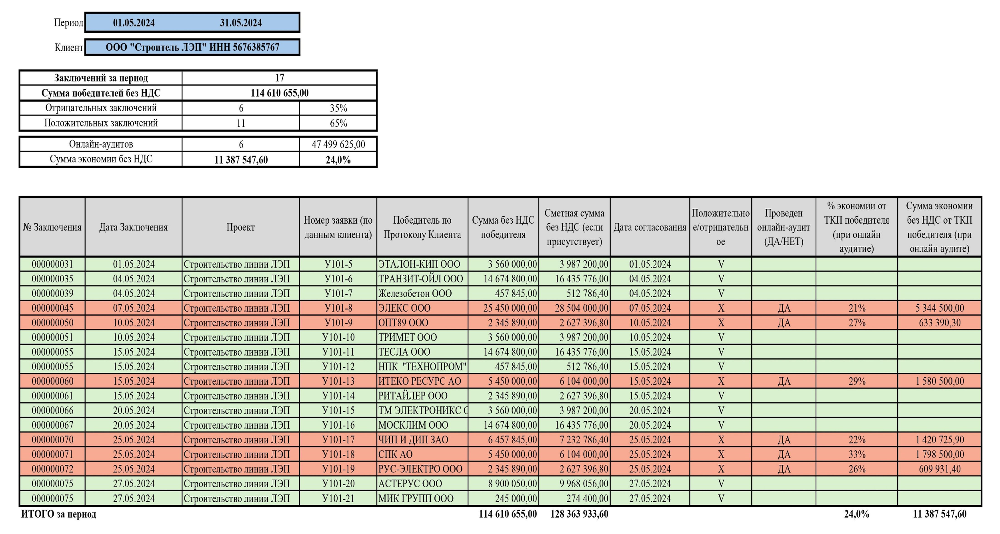 Период 01.05.2024 31.05.2024
Клиент ООО "Строитель ЛЭП" ИНН 5676385767
Заключений за период 17
Сумма победителей без НДС 114 610 655,00
Отрицательных заключений 6 35%
Положительных заключений 11 65%
Онлайн-аудитов 6 47 499 625,00
Сумма экономии без НДС 11 387 547,60 24,0%
№ Заключения
Дата Заключения
Проект
Номер заявки (по
данным клиента)
Победитель по
Протоколу Клиента
Сумма без НДС
победителя
Сметная сумма
без НДС (если
присутствует)
Дата согласования
Положительно
е/отрицательн
ое
Проведен
онлайн-аудит
(ДА/НЕТ)
% экономии от
ТКП победителя
(при онлайн
аудитие)
Сумма экономии
без НДС от ТКП
победителя (при
онлайн аудите)
000000031 01.05.2024 Строительство линии ЛЭП У101-5 ЭТАЛОН-КИП ООО 3 560 000,00 3 987 200,00 01.05.2024 V
000000035 04.05.2024 Строительство линии ЛЭП У101-6 ТРАНЗИТ-ОЙЛ ООО 14 674 800,00 16 435 776,00 04.05.2024 V
000000039 04.05.2024 Строительство линии ЛЭП У101-7 Железобетон ООО 457 845,00 512 786,40 04.05.2024 V
000000045 07.05.2024 Строительство линии ЛЭП У101-8 ЭЛЕКС ООО 25 450 000,00 28 504 000,00 07.05.2024 X ДА 21% 5 344 500,00
000000050 10.05.2024 Строительство линии ЛЭП У101-9 ОПТ89 ООО 2 345 890,00 2 627 396,80 10.05.2024 X ДА 27% 633 390,30
000000051 10.05.2024 Строительство линии ЛЭП У101-10 ТРИМЕТ ООО 3 560 000,00 3 987 200,00 10.05.2024 V
000000055 15.05.2024 Строительство линии ЛЭП У101-11 ТЕСЛА ООО 14 674 800,00 16 435 776,00 15.05.2024 V
000000055 15.05.2024 Строительство линии ЛЭП У101-12 НПК "ТЕХНОПРОМ" 457 845,00 512 786,40 15.05.2024 V
000000060 15.05.2024 Строительство линии ЛЭП У101-13 ИТЕКО РЕСУРС АО 5 450 000,00 6 104 000,00 15.05.2024 X ДА 29% 1 580 500,00
000000061 15.05.2024 Строительство линии ЛЭП У101-14 РИТАЙЛЕР ООО 2 345 890,00 2 627 396,80 15.05.2024 V
000000066 20.05.2024 Строительство линии ЛЭП У101-15 ТМ ЭЛЕКТРОНИКС 3 560 000,00 3 987 200,00 20.05.2024 V
000000067 20.05.2024 Строительство линии ЛЭП У101-16 МОСКЛИМ ООО 14 674 800,00 16 435 776,00 20.05.2024 V
000000070 25.05.2024 Строительство линии ЛЭП У101-17 ЧИП И ДИП ЗАО 6 457 845,00 7 232 786,40 25.05.2024 X ДА 22% 1 420 725,90
000000071 25.05.2024 Строительство линии ЛЭП У101-18 СПК АО 5 450 000,00 6 104 000,00 25.05.2024 X ДА 33% 1 798 500,00
000000072 25.05.2024 Строительство линии ЛЭП У101-19 РУС-ЭЛЕКТРО ООО 2 345 890,00 2 627 396,80 25.05.2024 X ДА 26% 609 931,40
000000075 27.05.2024 Строительство линии ЛЭП У101-20 АСТЕРУС ООО 8 900 050,00 9 968 056,00 27.05.2024 V
000000075 27.05.2024 Строительство линии ЛЭП У101-21 МИК ГРУПП ООО 245 000,00 274 400,00 27.05.2024 V
ИТОГО за период 114 610 655,00 128 363 933,60 24,0% 11 387 547,60